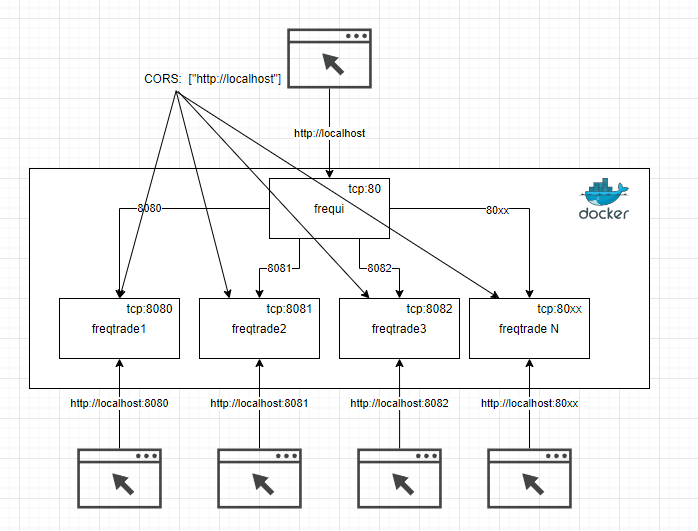 CORS: ["http://localhost"]
http://localhost
tcp:80
frequi
docker
8080
80xx
8081
8082
tcp:8080
freqtrade1
tcp:8081
freqtrade2
tcp:8082
freqtrade3
tcp:80xx
freqtrade N
http://localhost:8080
http://localhost:8081
http://localhost:8082
http://localhost:80xx